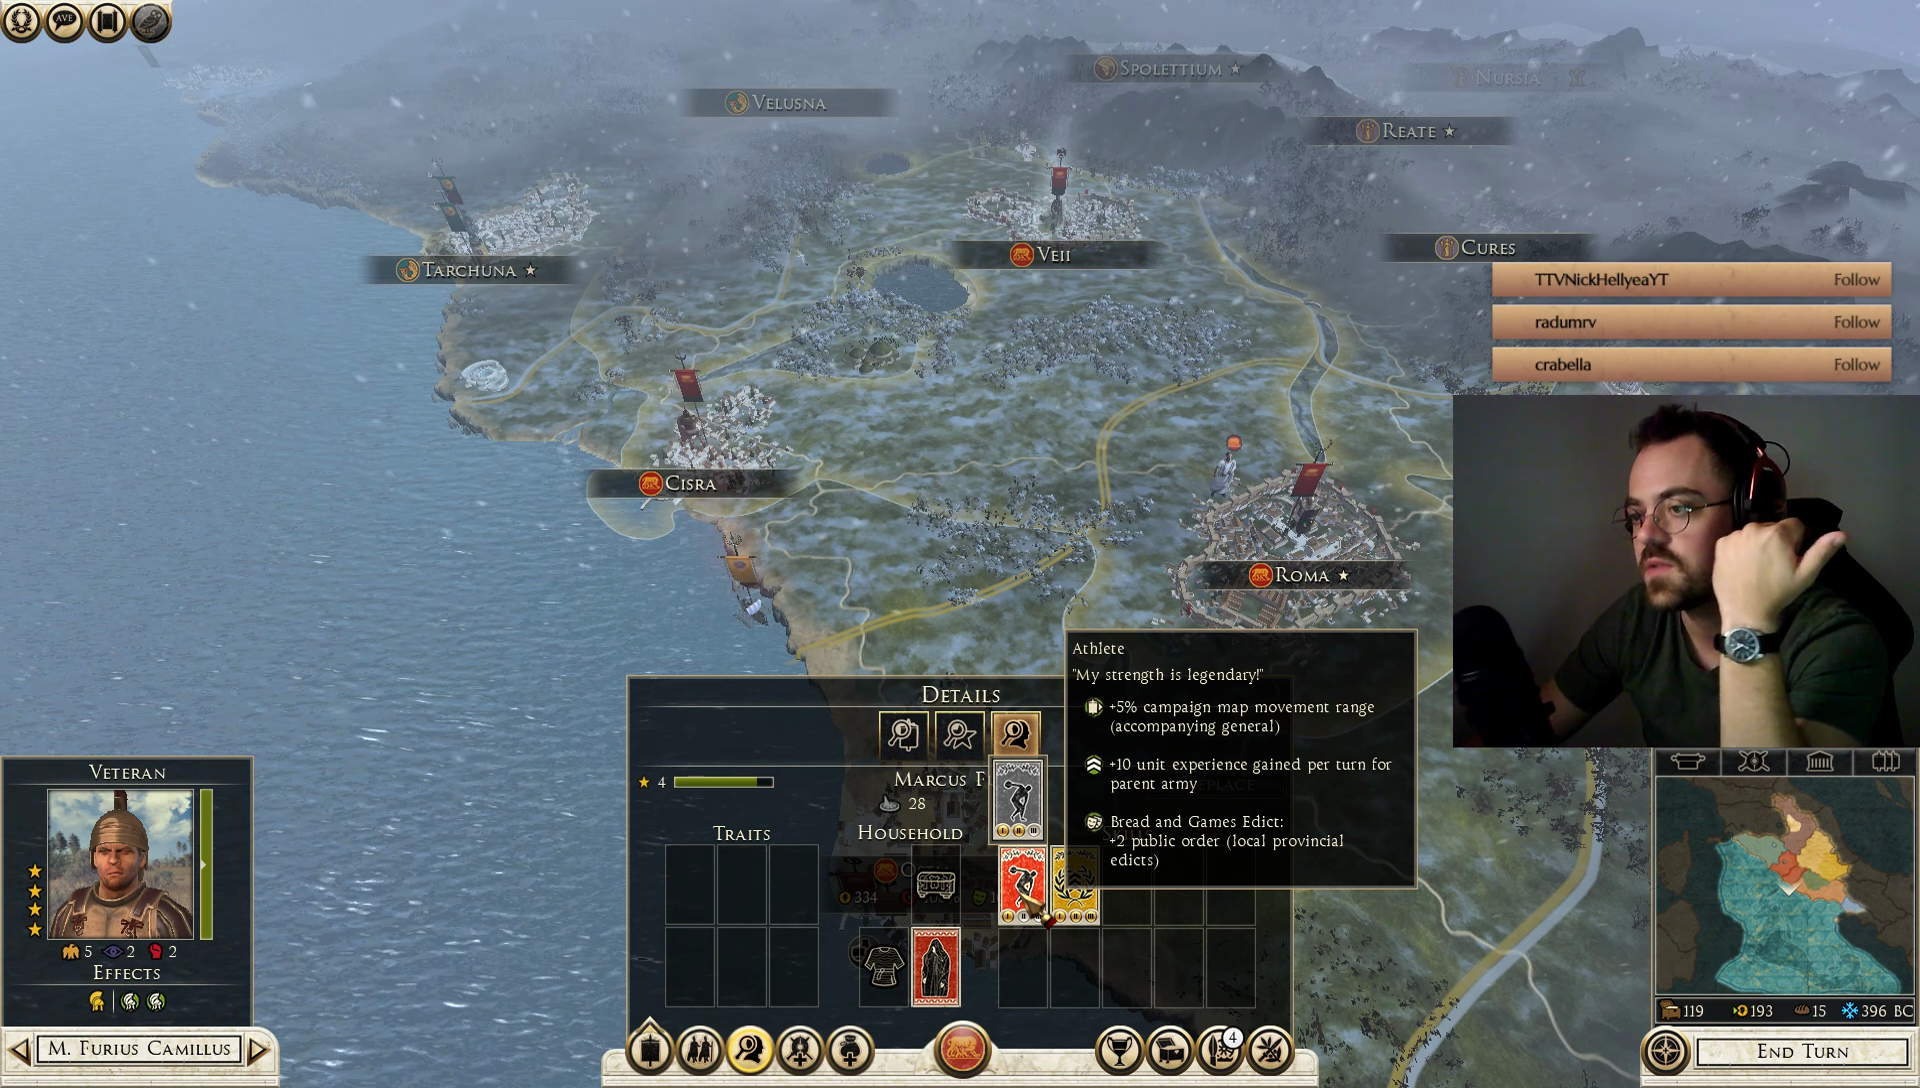 AVE
SPOLETTIUM
NURSIA
VELUSNA
REATE
VEII
CURES
TARCHUNA
TTVNickHellyeaYT Follow
radumrv Follow
crabella Follow
CISRA
ROMA
Athlete
"My strength is legendary!"
+5% campaign map movement range
(accompanying general)
+10 unit experience gained per turn for
parent army
Bread and Games Edict:
+2 public order (local provincial
edicts)
DETAILS
4
MARCUS F
28
TRAITS
HOUSEHOLD
334
VETERAN
5 2 2
EFFECTS
M. FURIUS CAMILLUS
4
119 193 15 396 BC
END TURN